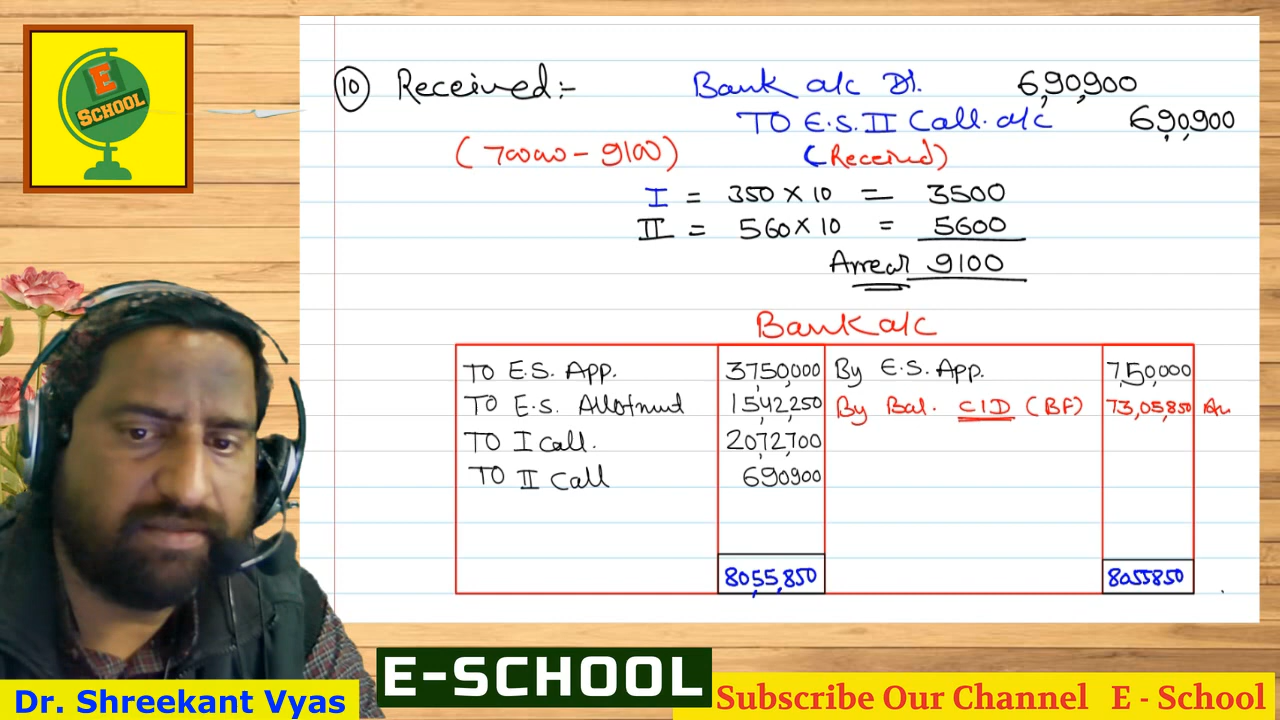 E
SCHOOL
10 Received:- Bank a/c Dr. 6,90,900
TO E.S. II Call. a/c 6,90,900
(70000 - 9100) (Received)
I = 350 × 10 = 3500
II = 560 × 10 = 5600
Arrear 9100
Bank a/c
TO E.S. App. 3750,000 By E.S. App. 7,50,000
TO E.S. Allotment 1542,250 By Bal. C/D (BF) 73,05,850
TO I Call. 2072,700
TO II Call 690900
8055,850 8055850
E-SCHOOL
Dr. Shreekant Vyas Subscribe Our Channel E - School